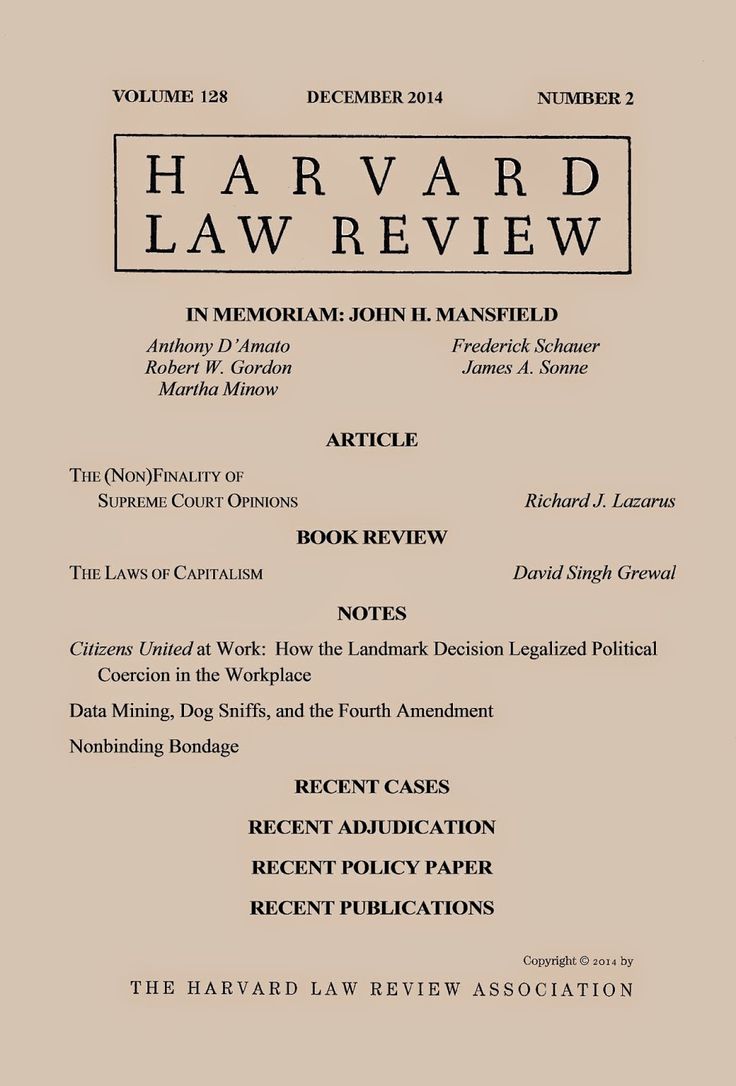 VOLUME 128 DECEMBER 2014 NUMBER 2
HARVARD
LAW REVIEW
IN MEMORIAM: JOHN H. MANSFIELD
Anthony D'Amato Frederick Schauer
Robert W. Gordon James A. Sonne
Martha Minow
ARTICLE
THE (NON)FINALITY OF
SUPREME COURT OPINIONS Richard J. Lazarus
BOOK REVIEW
THE LAWS OF CAPITALISM David Singh Grewal
NOTES
Citizens United at Work: How the Landmark Decision Legalized Political
Coercion in the Workplace
Data Mining, Dog Sniffs, and the Fourth Amendment
Nonbinding Bondage
RECENT CASES
RECENT ADJUDICATION
RECENT POLICY PAPER
RECENT PUBLICATIONS
Copyright © 2014 by
THE HARVARD LAW REVIEW ASSOCIATION